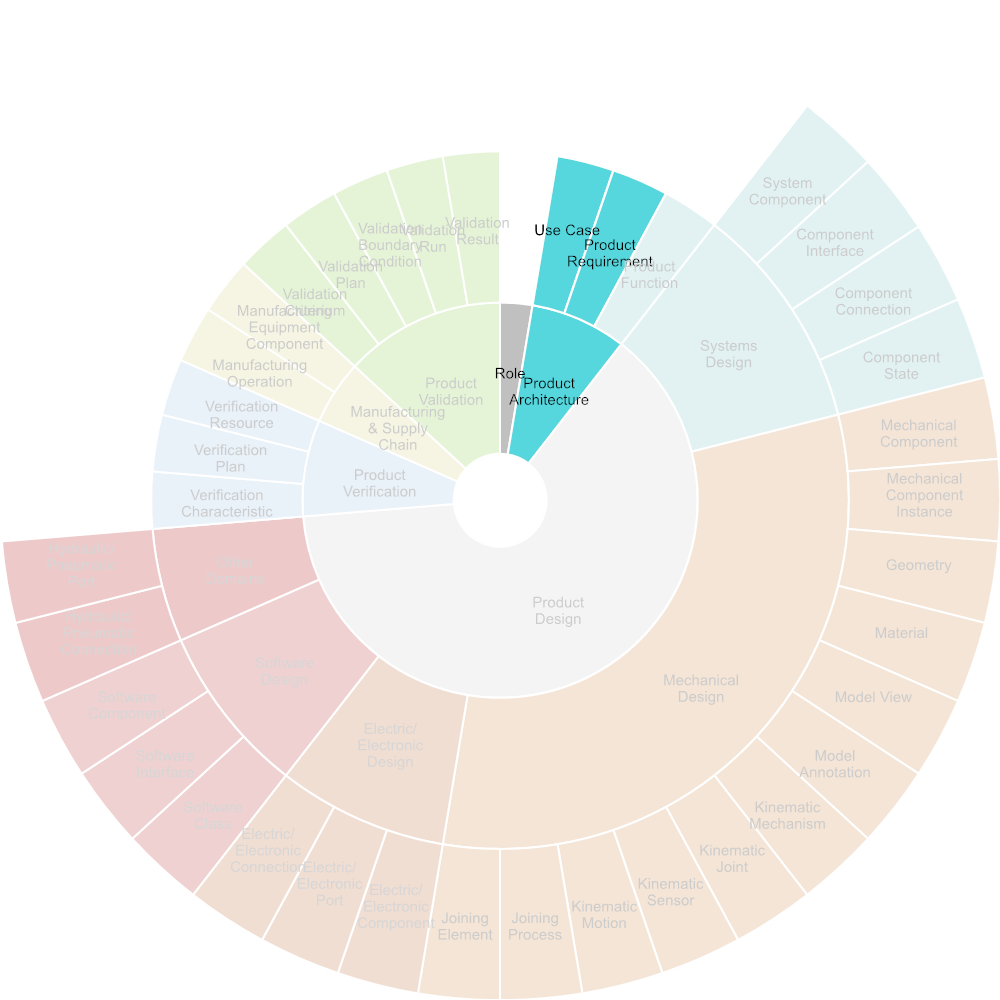 Role
Product
Architecture
Use Case
Product
Requirement
Product
Function
Systems
Design
System
Component
Component
Interface
Component
Connection
Component
State
Product
Design
Mechanical
Design
Mechanical
Component
Mechanical
Component
Instance
Geometry
Material
Model View
Model
Annotation
Kinematic
Mechanism
Kinematic
Joint
Kinematic
Sensor
Kinematic
Motion
Joining
Process
Joining
Element
Electric/
Electronic
Design
Electric/
Electronic
Component
Electric/
Electronic
Port
Electric/
Electronic
Connection
Software
Design
Software
Class
Software
Interface
Software
Component
Product
Verification
Verification
Characteristic
Verification
Plan
Verification
Resource
Manufacturing
& Supply
Chain
Manufacturing
Operation
Manufacturing
Equipment
Component
Product
Validation
Validation
Criterium
Validation
Plan
Validation
Boundary
Condition
Validation
Run
Validation
Result